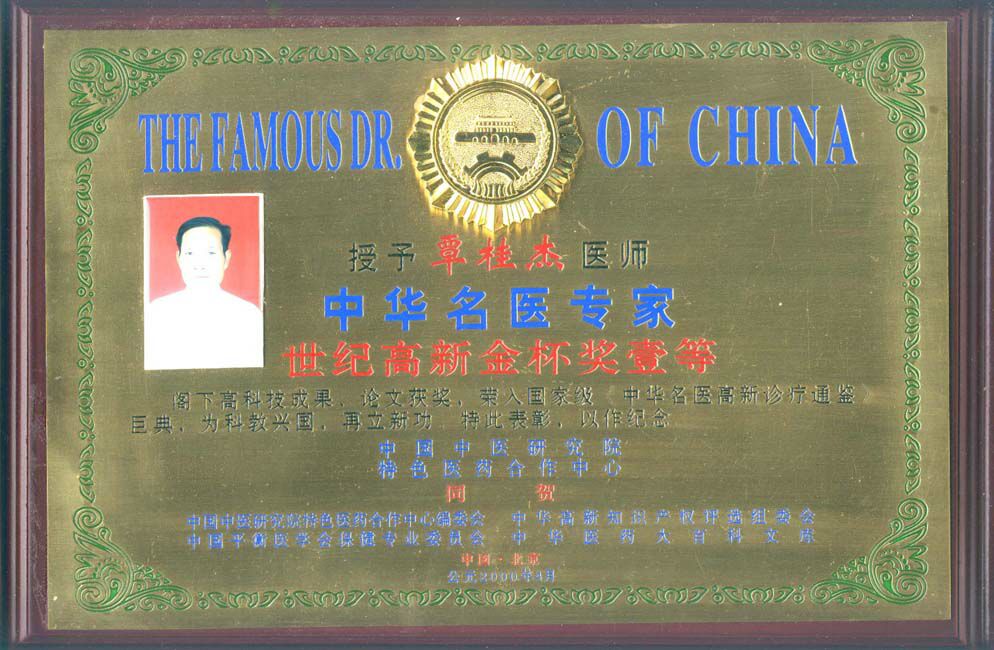 THE FAMOUS DR. OF CHINA
授予 覃桂杰 医师
中华名医专家
世纪高新金杯奖壹等
阁下高科技成果，论文获奖，荣入国家级《中华名医高新诊疗通鉴》
巨典，为科教兴国，再立新功 特此表彰，以作纪念
中国中医研究院
特色医药合作中心
同 贺
中国中医研究院特色医药合作中心编委会 中华高新知识产权评选组委会
中国平衡医学会保健专业委员会 中华医药大百科文库
中国·北京
公元2000年4月